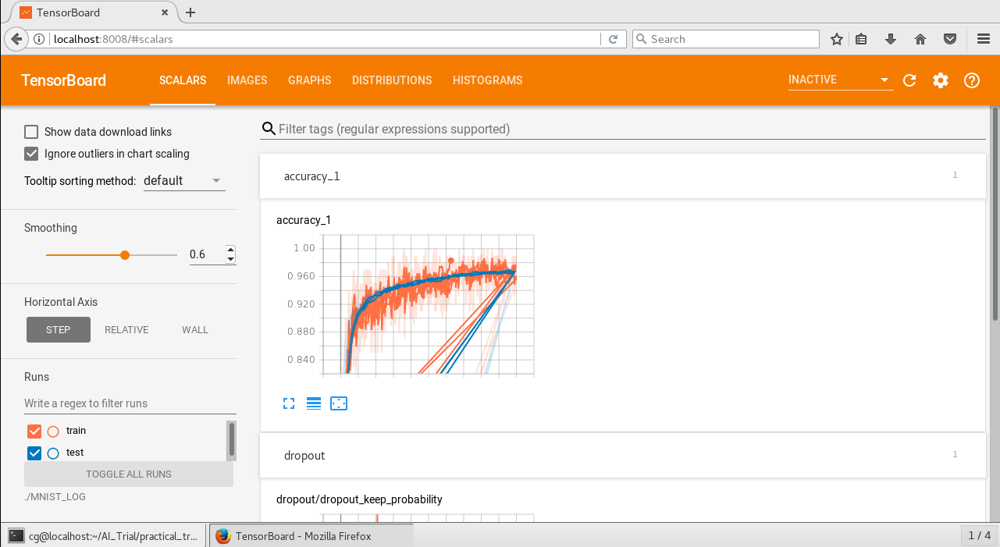 TensorBoard
localhost:8008/#scalars
Search
TensorBoard
SCALARS IMAGES GRAPHS DISTRIBUTIONS HISTOGRAMS
INACTIVE
Show data download links
Ignore outliers in chart scaling
Tooltip sorting method: default
Smoothing
0.6
Horizontal Axis
STEP RELATIVE WALL
Runs
Write a regex to filter runs
train
test
TOGGLE ALL RUNS
./MNIST_LOG
Filter tags (regular expressions supported)
accuracy_1 1
accuracy_1
1.00
0.960
0.920
0.880
0.840
dropout 1
dropout/dropout_keep_probability
cg@localhost:~/AI_Trial/practical_tr...
TensorBoard - Mozilla Firefox
1 / 4